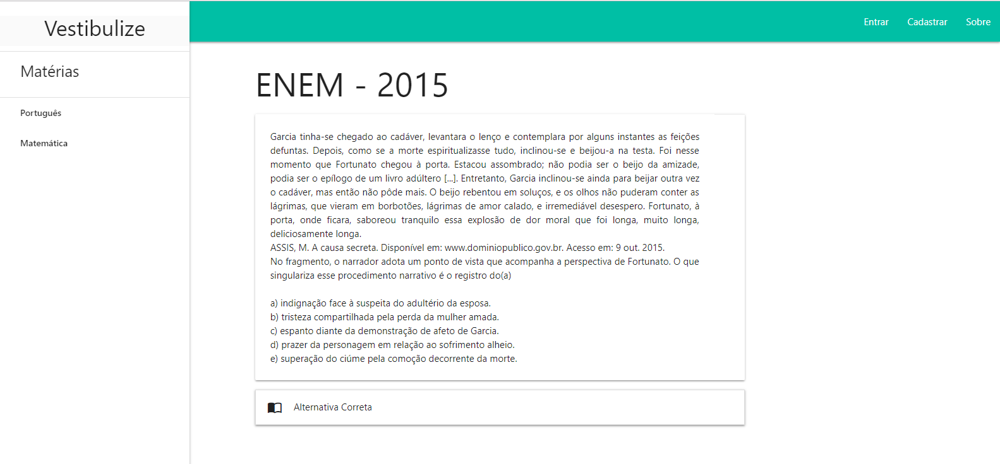 Vestibulize
Matérias
Português
Matemática
Entrar
Cadastrar
Sobre
ENEM - 2015
Garcia tinha-se chegado ao cadáver, levantara o lenço e contemplara por alguns instantes as feições
defuntas. Depois, como se a morte espiritualizasse tudo, inclinou-se e beijou-a na testa. Foi nesse
momento que Fortunato chegou à porta. Estacou assombrado; não podia ser o beijo da amizade,
podia ser o epílogo de um livro adúltero [...]. Entretanto, Garcia inclinou-se ainda para beijar outra vez
o cadáver, mas então não pôde mais. O beijo rebentou em soluços, e os olhos não puderam conter as
lágrimas, que vieram em borbotões, lágrimas de amor calado, e irremediável desespero. Fortunato, à
porta, onde ficara, saboreou tranquilo essa explosão de dor moral que foi longa, muito longa,
deliciosamente longa.
ASSIS, M. A causa secreta. Disponível em: www.dominiopublico.gov.br. Acesso em: 9 out. 2015.
No fragmento, o narrador adota um ponto de vista que acompanha a perspectiva de Fortunato. O que
singulariza esse procedimento narrativo é o registro do(a)
a) indignação face à suspeita do adultério da esposa.
b) tristeza compartilhada pela perda da mulher amada.
c) espanto diante da demonstração de afeto de Garcia.
d) prazer da personagem em relação ao sofrimento alheio.
e) superação do ciúme pela comoção decorrente da morte.
Alternativa Correta